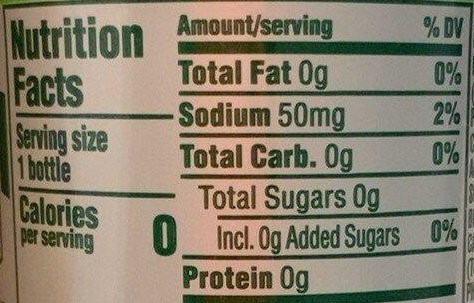 Nutrition
Facts
Serving size
1 bottle
Calories
per serving 0
Amount/serving % DV
Total Fat 0g 0%
Sodium 50mg 2%
Total Carb. 0g 0%
Total Sugars 0g
Incl. 0g Added Sugars 0%
Protein 0g